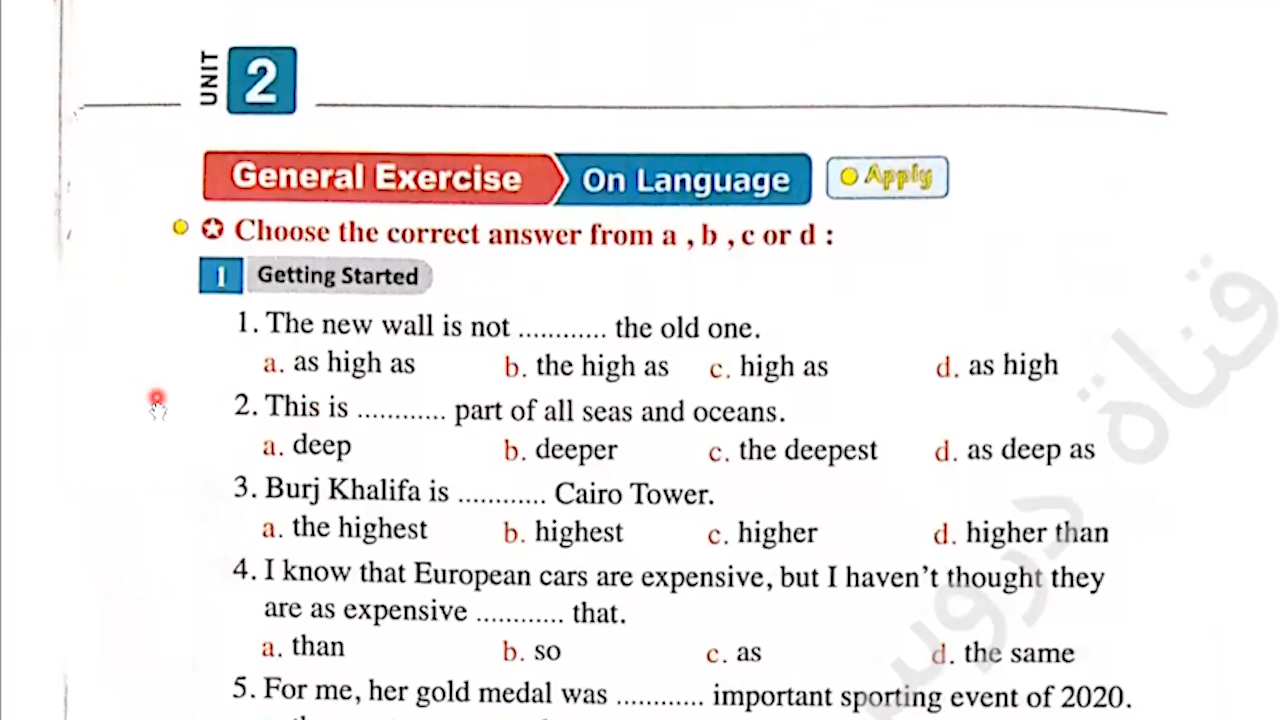 UNIT 2
General Exercise On Language Apply
Choose the correct answer from a , b , c or d :
1 Getting Started
1. The new wall is not ............ the old one.
a. as high as b. the high as c. high as d. as high
2. This is ............ part of all seas and oceans.
a. deep b. deeper c. the deepest d. as deep as
3. Burj Khalifa is ............ Cairo Tower.
a. the highest b. highest c. higher d. higher than
4. I know that European cars are expensive, but I haven't thought they
are as expensive ............ that.
a. than b. so c. as d. the same
5. For me, her gold medal was ............ important sporting event of 2020.
قناة دروس